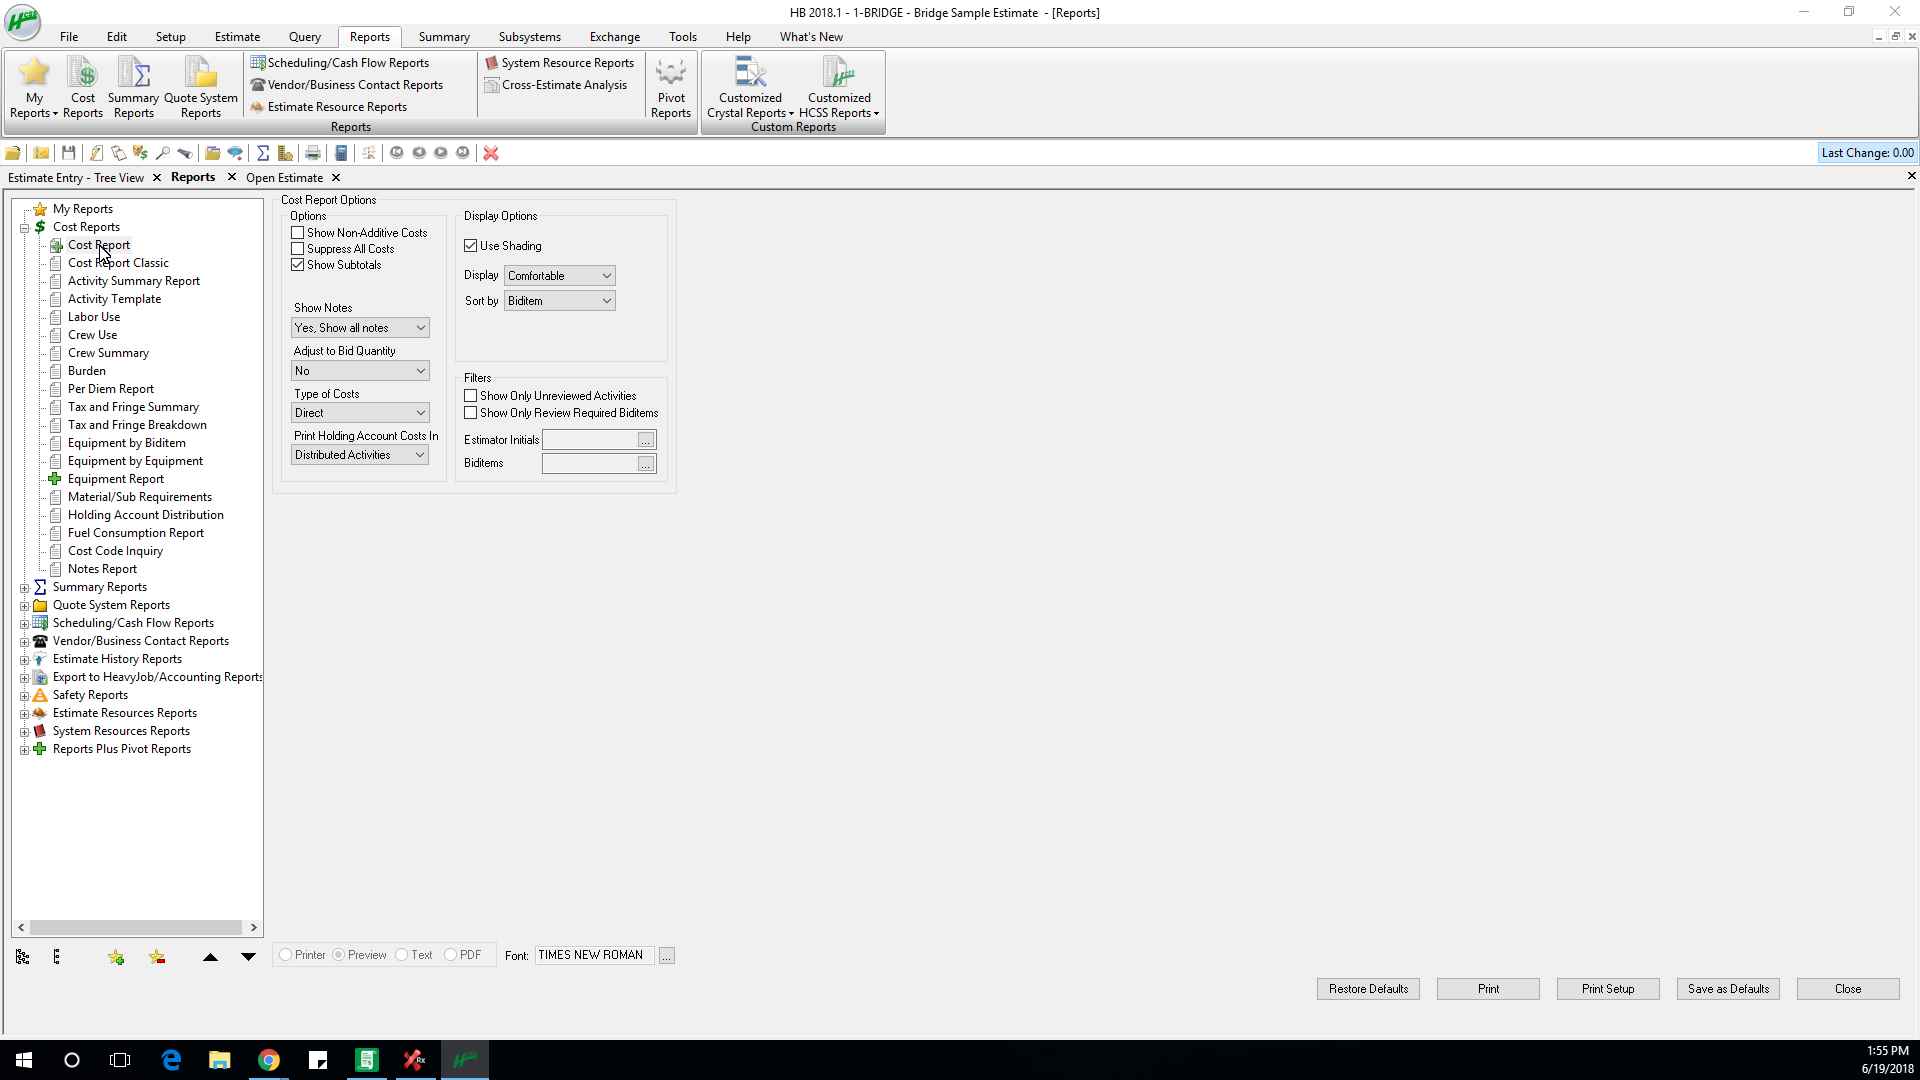 HB 2018.1 - 1-BRIDGE - Bridge Sample Estimate - [Reports]
File Edit Setup Estimate Query Reports Summary Subsystems Exchange Tools Help What's New
My Reports
Cost Reports
Summary Reports
Quote System Reports
Scheduling/Cash Flow Reports
Vendor/Business Contact Reports
Estimate Resource Reports
System Resource Reports
Cross-Estimate Analysis
Pivot Reports
Reports
Customized Crystal Reports
Customized HCSS Reports
Custom Reports
Last Change: 0.00
Estimate Entry - Tree View Reports Open Estimate
My Reports
Cost Reports
Cost Report
Cost Report Classic
Activity Summary Report
Activity Template
Labor Use
Crew Use
Crew Summary
Burden
Per Diem Report
Tax and Fringe Summary
Tax and Fringe Breakdown
Equipment by Biditem
Equipment by Equipment
Equipment Report
Material/Sub Requirements
Holding Account Distribution
Fuel Consumption Report
Cost Code Inquiry
Notes Report
Summary Reports
Quote System Reports
Scheduling/Cash Flow Reports
Vendor/Business Contact Reports
Estimate History Reports
Export to HeavyJob/Accounting Reports
Safety Reports
Estimate Resources Reports
System Resources Reports
Reports Plus Pivot Reports
Cost Report Options
Options
Show Non-Additive Costs
Suppress All Costs
Show Subtotals
Show Notes
Yes, Show all notes
Adjust to Bid Quantity
No
Type of Costs
Direct
Print Holding Account Costs In
Distributed Activities
Display Options
Use Shading
Display Comfortable
Sort by Biditem
Filters
Show Only Unreviewed Activities
Show Only Review Required Biditems
Estimator Initials ...
Biditems ...
Printer Preview Text PDF Font: TIMES NEW ROMAN ...
Restore Defaults Print Print Setup Save as Defaults Close
1:55 PM
6/19/2018